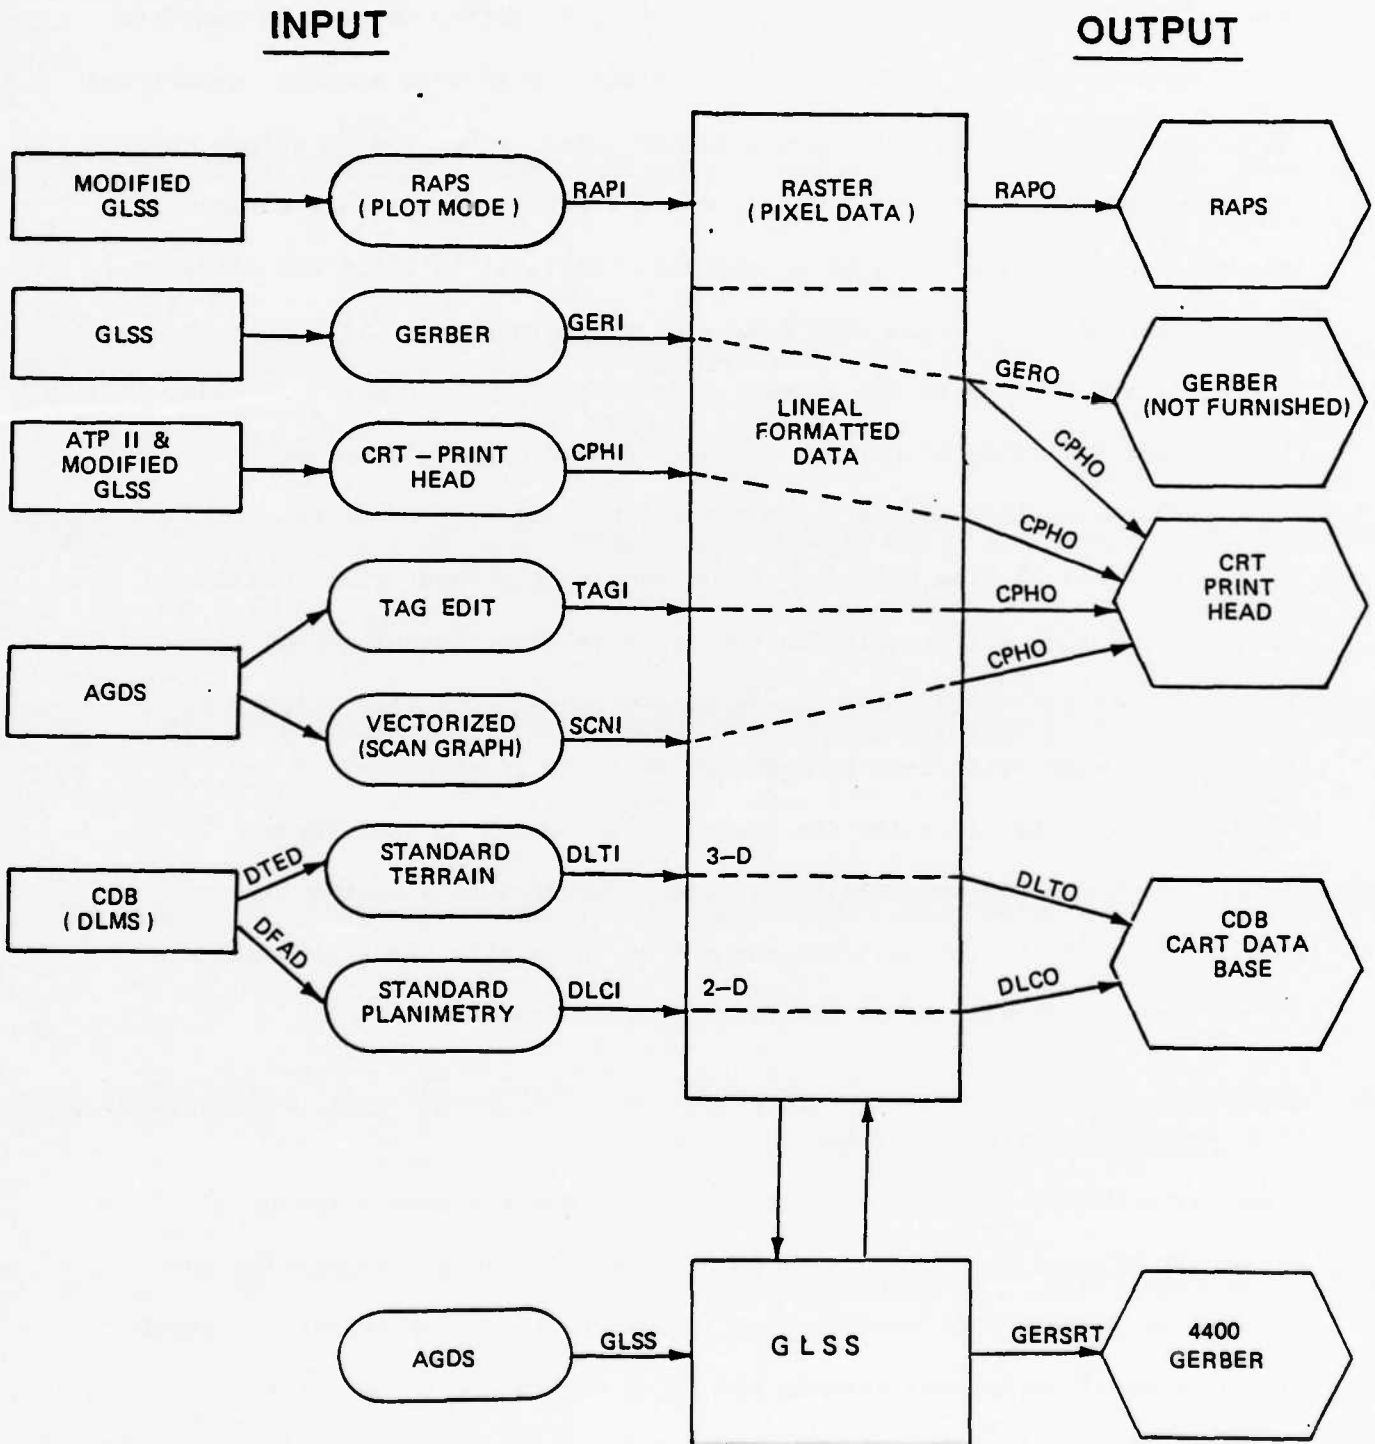 INPUT
OUTPUT
MODIFIED
GLSS
RAPS
( PLOT MODE )
RAPI
RASTER
( PIXEL DATA )
RAPO
RAPS
GLSS
GERBER
GERI
GERO
GERBER
(NOT FURNISHED)
LINEAL
FORMATTED
DATA
ATP II &
MODIFIED
GLSS
CRT – PRINT
HEAD
CPHI
CPHO
CPHO
CRT
PRINT
HEAD
AGDS
TAG EDIT
TAGI
CPHO
VECTORIZED
(SCAN GRAPH)
SCNI
CPHO
CDB
( DLMS )
DTED
STANDARD
TERRAIN
DLTI
3–D
DLTO
CDB
CART DATA
BASE
DFAD
STANDARD
PLANIMETRY
DLCI
2–D
DLCO
AGDS
GLSS
GLSS
GERSRT
4400
GERBER